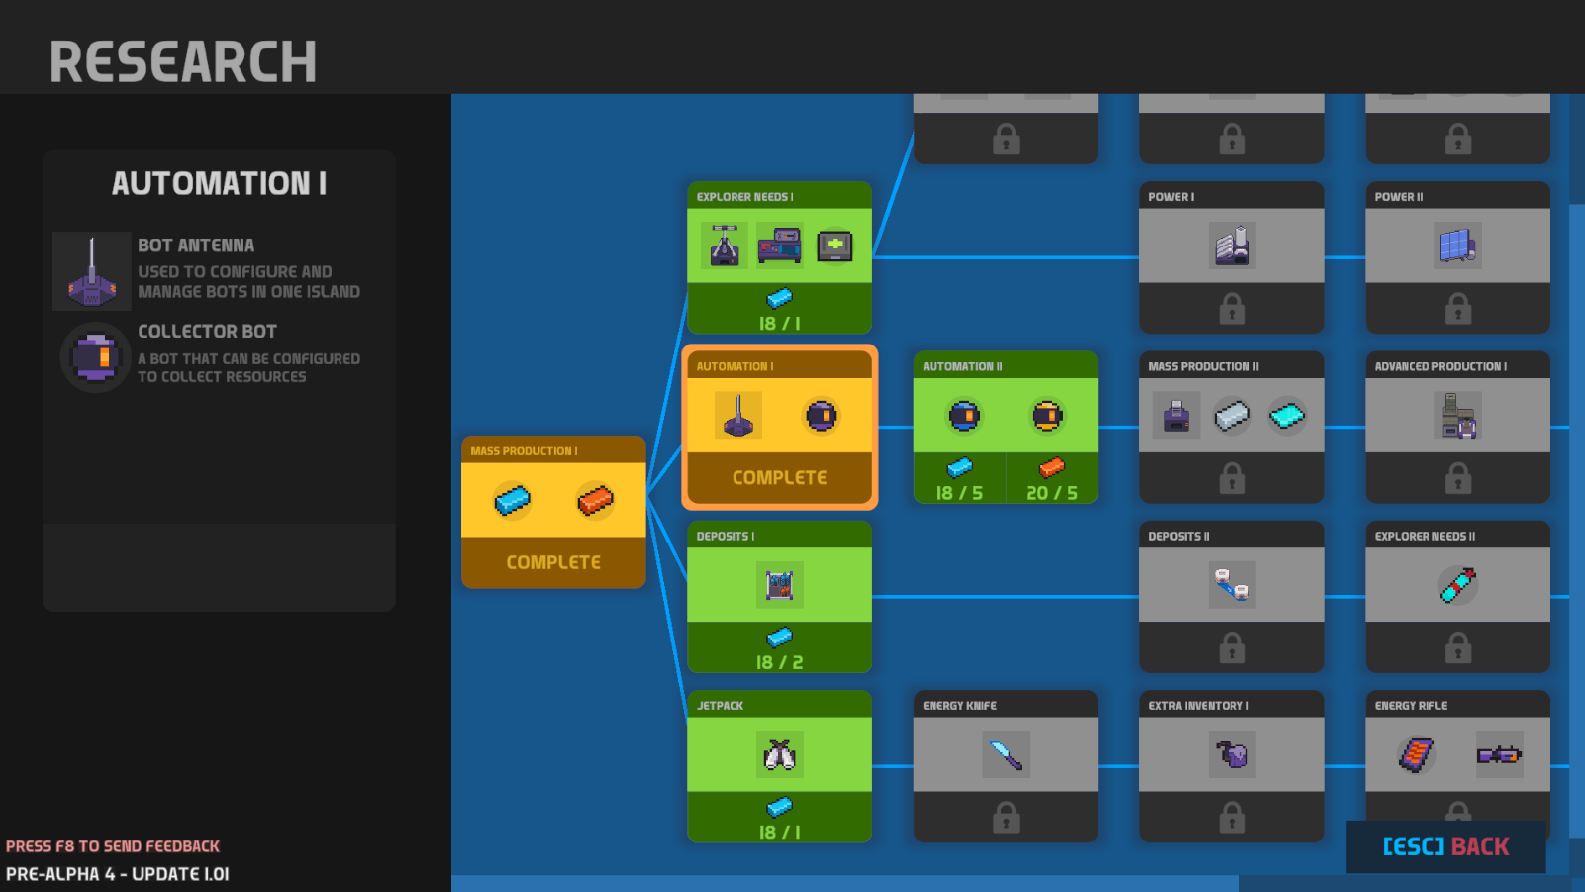 RESEARCH
AUTOMATION I
BOT ANTENNA
USED TO CONFIGURE AND
MANAGE BOTS IN ONE ISLAND
COLLECTOR BOT
A BOT THAT CAN BE CONFIGURED
TO COLLECT RESOURCES
EXPLORER NEEDS I
18 / 1
POWER I
POWER II
AUTOMATION I
COMPLETE
AUTOMATION II
18 / 5
20 / 5
MASS PRODUCTION II
ADVANCED PRODUCTION I
MASS PRODUCTION I
COMPLETE
DEPOSITS I
18 / 2
DEPOSITS II
EXPLORER NEEDS II
JETPACK
18 / 1
ENERGY KNIFE
EXTRA INVENTORY I
ENERGY RIFLE
[ESC] BACK
PRESS F8 TO SEND FEEDBACK
PRE-ALPHA 4 - UPDATE 1.01